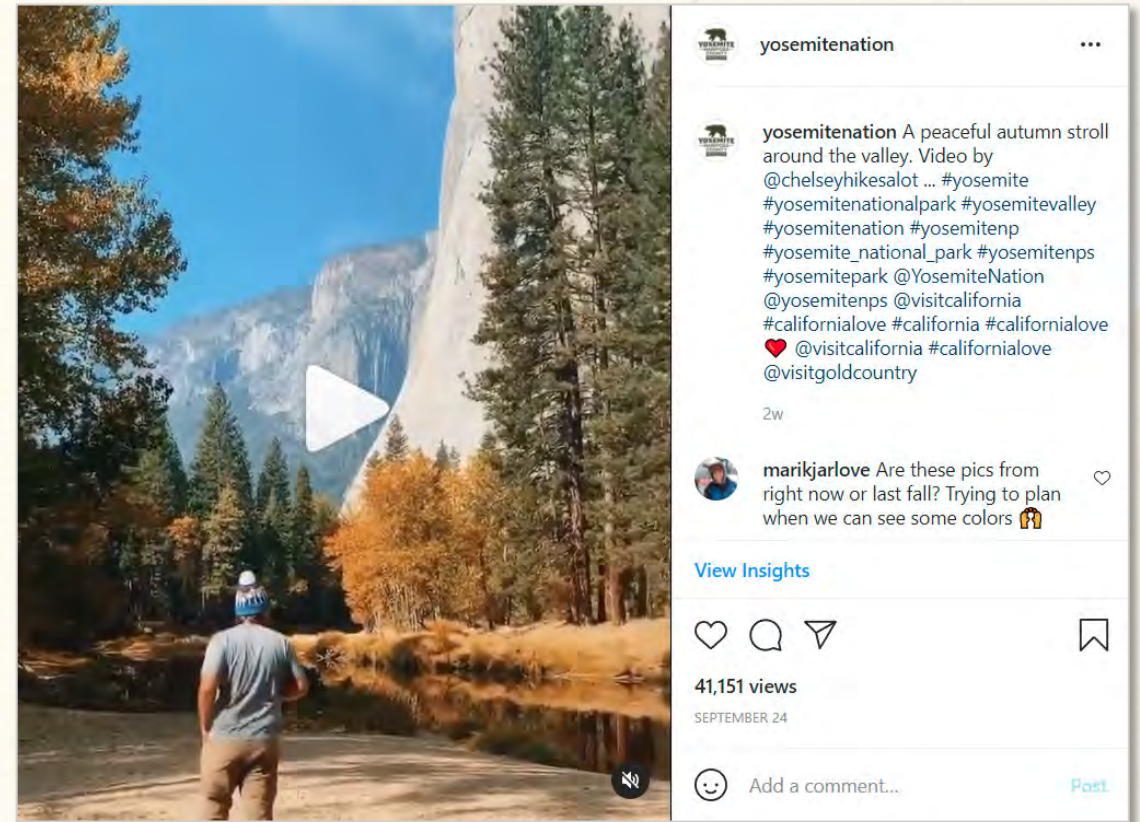 yosemitenation
yosemitenation A peaceful autumn stroll
around the valley. Video by
@chelseyhikesalot ... #yosemite
#yosemitenationalpark #yosemitevalley
#yosemitenation #yosemitenp
#yosemite_national_park #yosemitenps
#yosemitepark @YosemiteNation
@yosemitenps @visitcalifornia
#californialove #california #californialove
❤️ @visitcalifornia #californialove
@visitgoldcountry
2w
marikjarlove Are these pics from
right now or last fall? Trying to plan
when we can see some colors 🙌
View Insights
41,151 views
SEPTEMBER 24
Add a comment...
Post